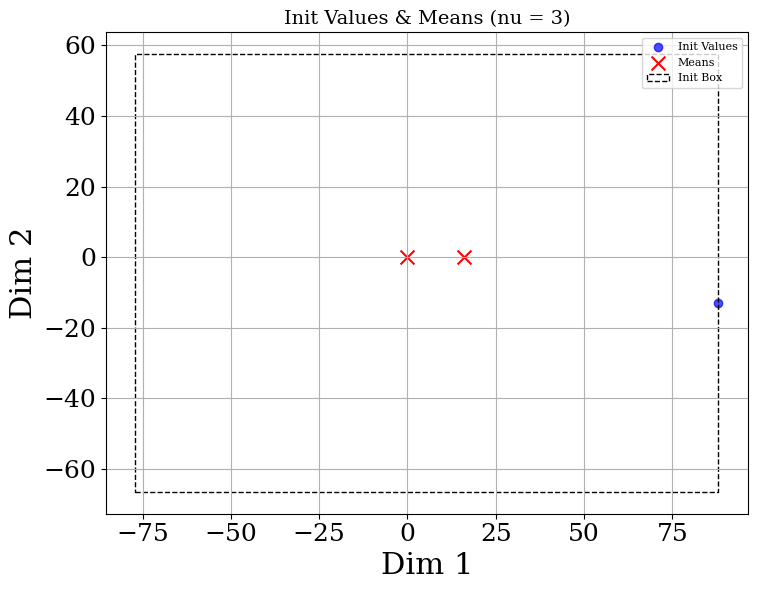 Init Values & Means (nu = 3)
Init Values
Means
Init Box
60
40
20
0
−20
−40
−60
Dim 2
−75
−50
−25
0
25
50
75
Dim 1